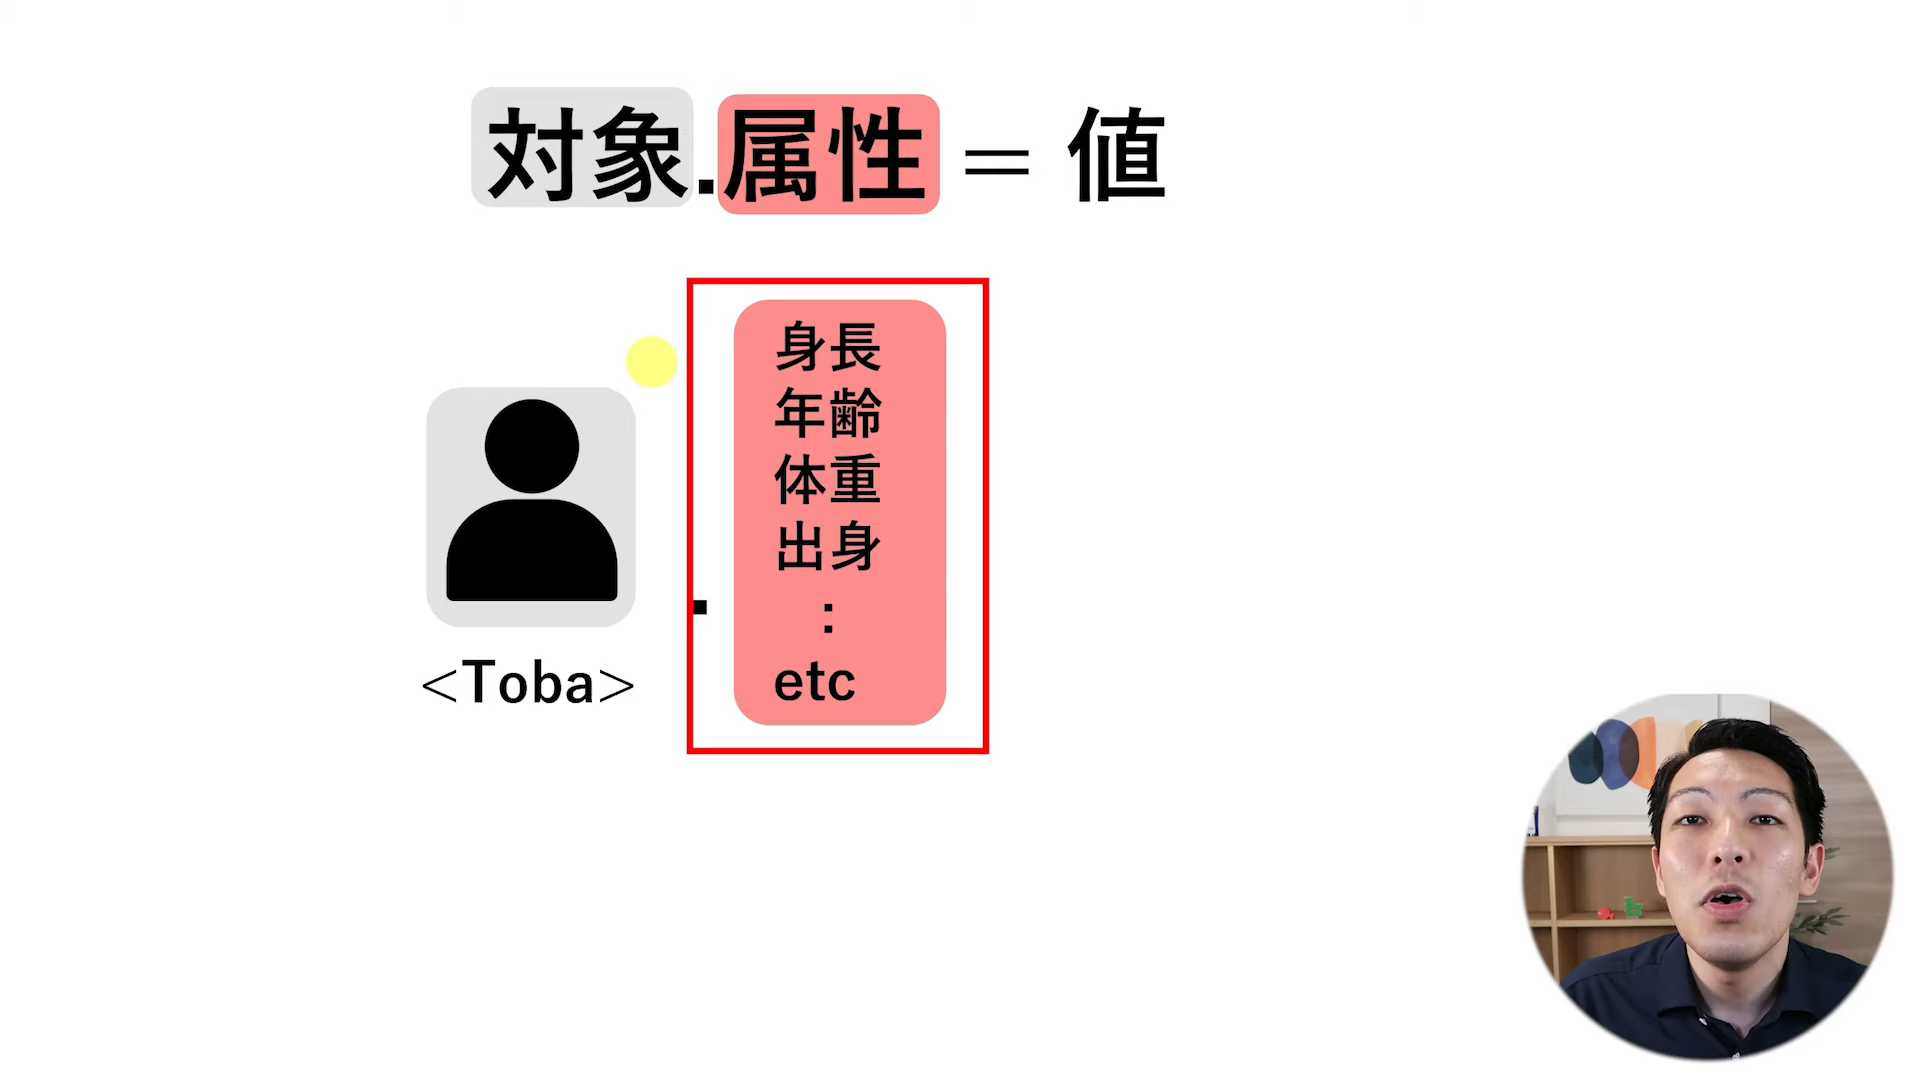 対象.属性 = 値
身長
年齢
体重
出身
:
.
etc
<Toba>